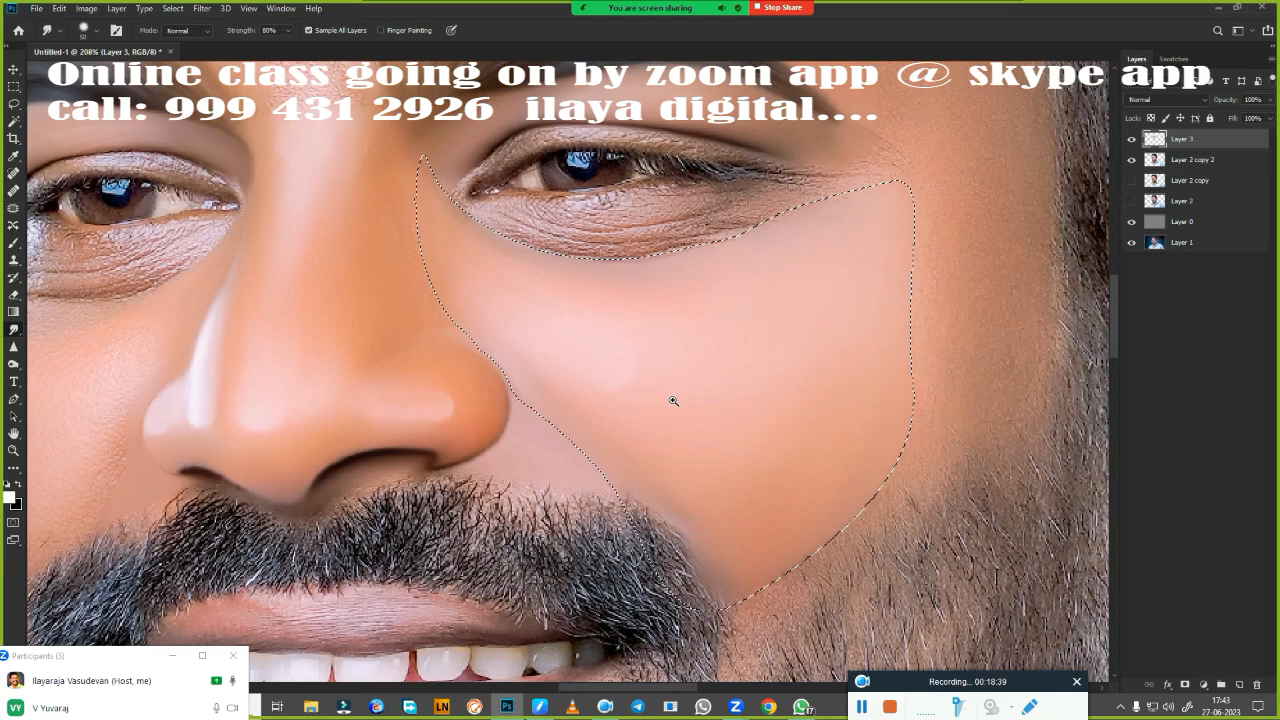 File Edit Image Layer Type Select Filter 3D View Window Help
You are screen sharing Stop Share
50 Mode: Normal Strength: 80% Sample All Layers Finger Painting
Untitled-1 @ 208% (Layer 3, RGB/8) *
Layers Swatches
Online class going on by zoom app @ skype app
call: 999 431 2926 ilaya digital....
Normal Opacity: 100%
Lock: Fill: 100%
Layer 3
Layer 2 copy 2
Layer 2 copy
Layer 2
Layer 0
Layer 1
Participants (3)
Ilayaraja Vasudevan (Host, me)
VY V Yuvaraj
Recording... 00:18:39
17:43
27-06-2023